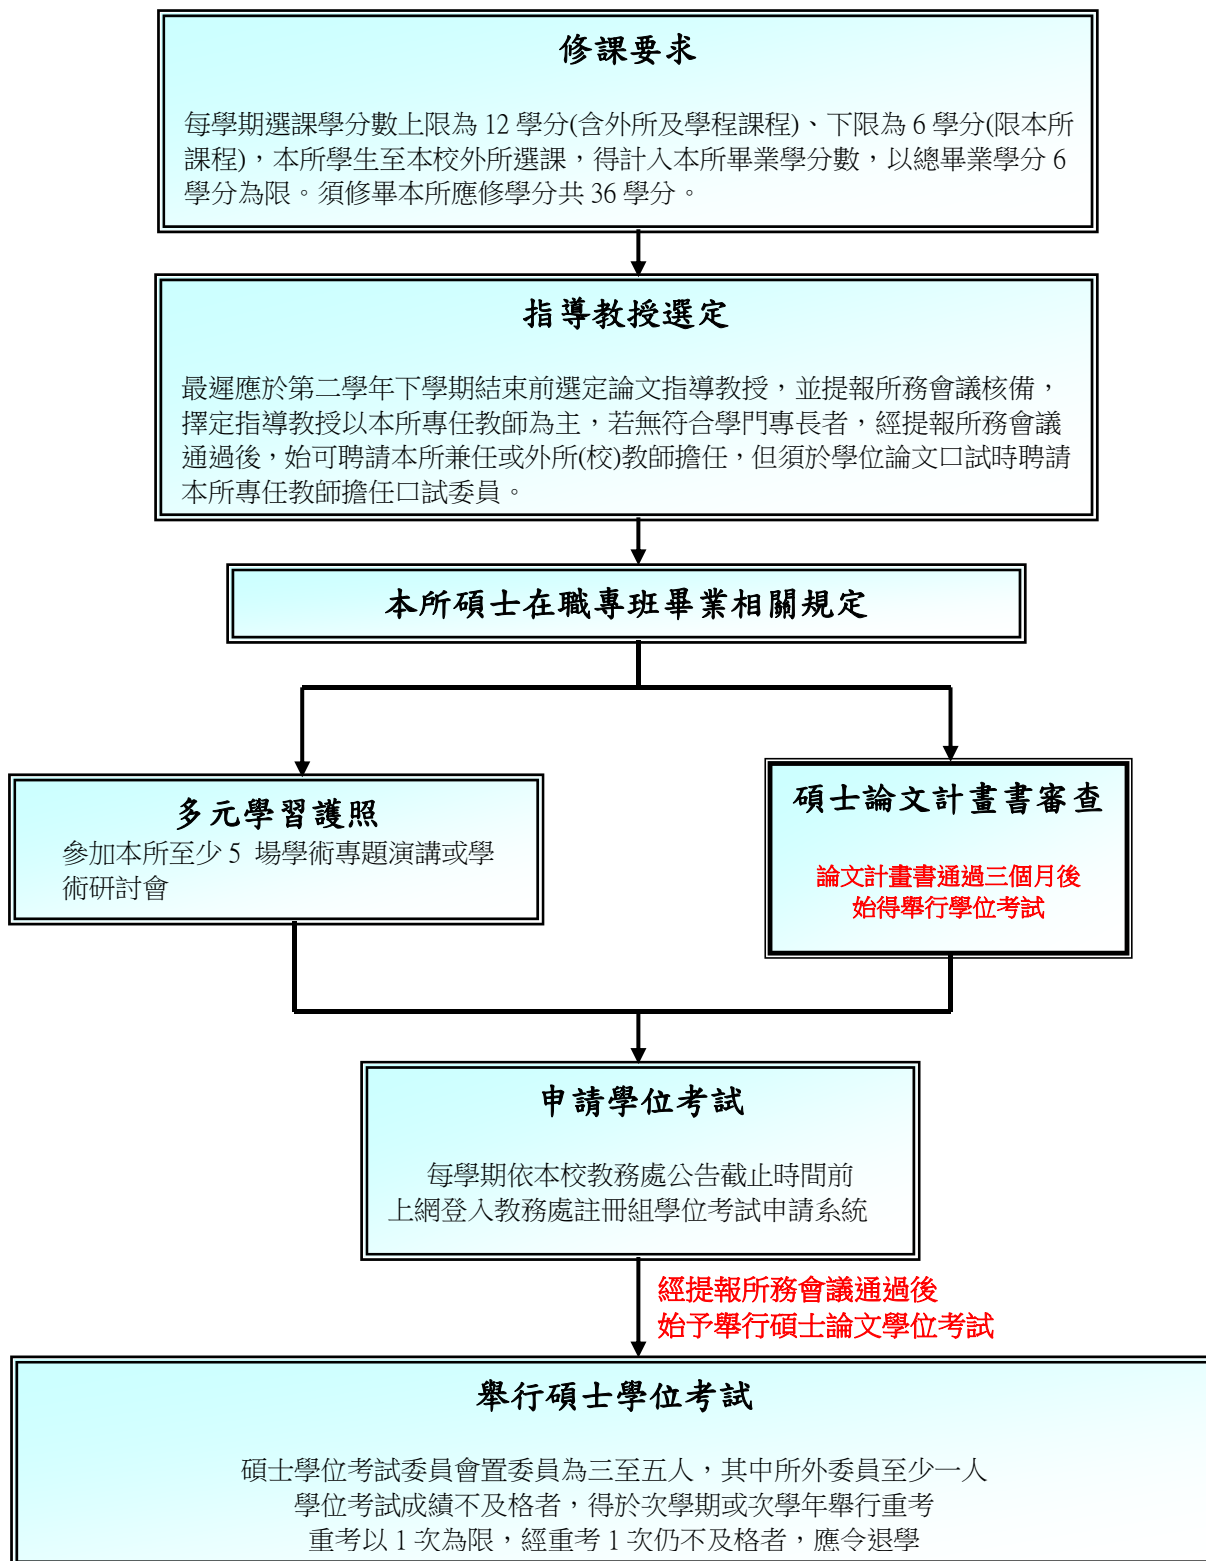 修課要求
每學期選課學分數上限為 12 學分(含外所及學程課程)、下限為 6 學分(限本所
課程)，本所學生至本校外所選課，得計入本所畢業學分數，以總畢業學分 6
學分為限。須修畢本所應修學分共 36 學分。
指導教授選定
最遲應於第二學年下學期結束前選定論文指導教授，並提報所務會議核備，
擇定指導教授以本所專任教師為主，若無符合學門專長者，經提報所務會議
通過後，始可聘請本所兼任或外所(校)教師擔任，但須於學位論文口試時聘請
本所專任教師擔任口試委員。
本所碩士在職專班畢業相關規定
多元學習護照
參加本所至少 5 場學術專題演講或學
術研討會
碩士論文計畫書審查
論文計畫書通過三個月後
始得舉行學位考試
申請學位考試
每學期依本校教務處公告截止時間前
上網登入教務處註冊組學位考試申請系統
經提報所務會議通過後
始予舉行碩士論文學位考試
舉行碩士學位考試
碩士學位考試委員會置委員為三至五人，其中所外委員至少一人
學位考試成績不及格者，得於次學期或次學年舉行重考
重考以 1 次為限，經重考 1 次仍不及格者，應令退學